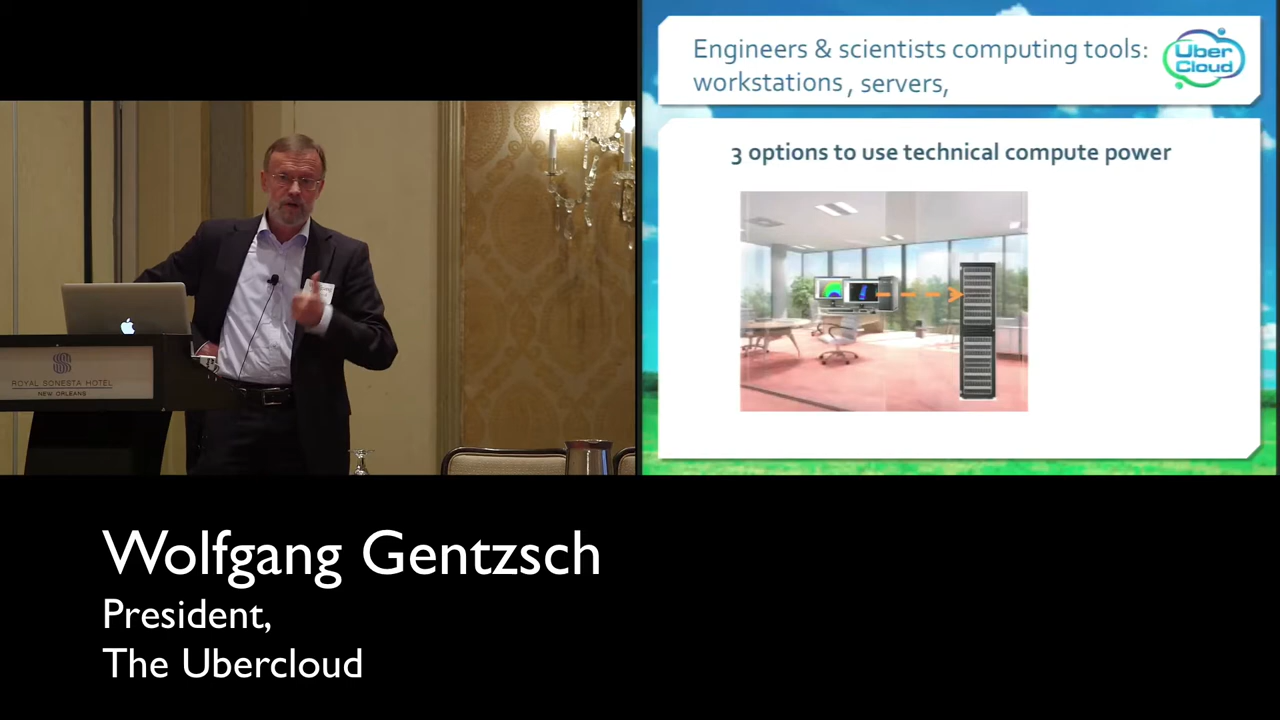 Engineers & scientists computing tools:
workstations, servers,
Uber
Cloud
3 options to use technical compute power
ROYAL SONESTA HOTEL
NEW ORLEANS
Wolfgang Gentzsch
President,
The Ubercloud